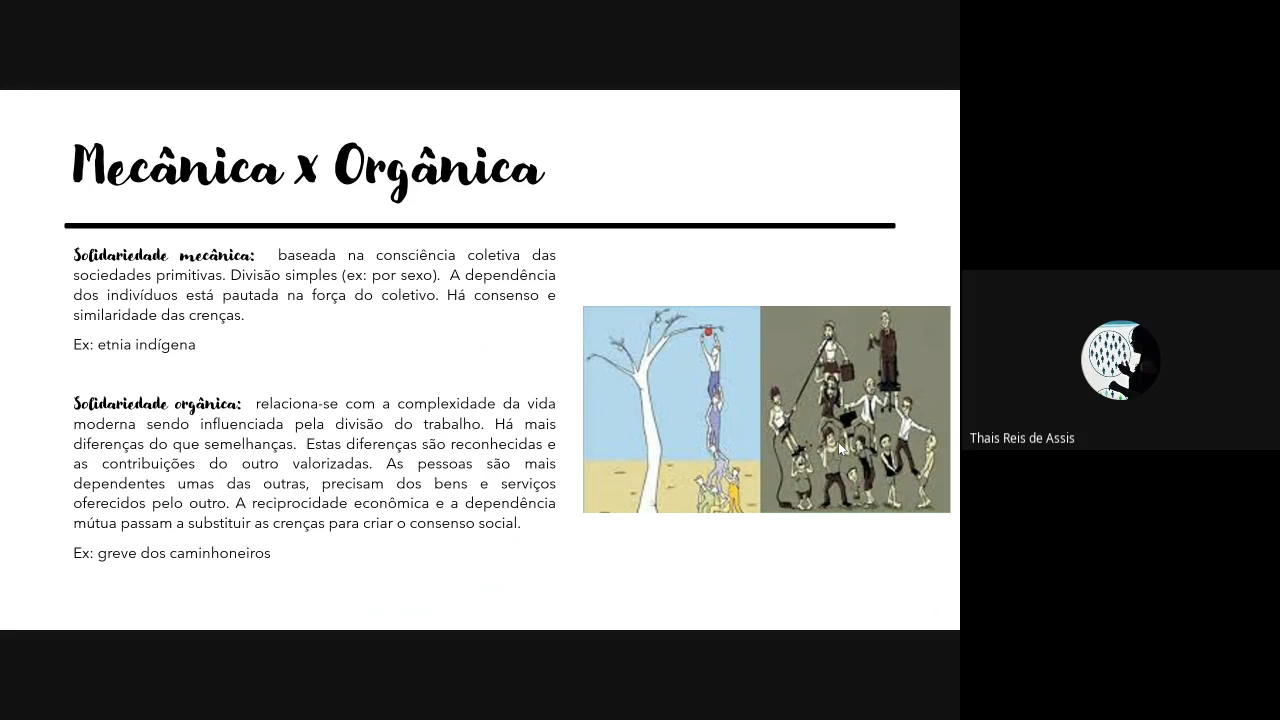 Mecânica x Orgânica
Solidariedade mecânica: baseada na consciência coletiva das
sociedades primitivas. Divisão simples (ex: por sexo). A dependência
dos indivíduos está pautada na força do coletivo. Há consenso e
similaridade das crenças.
Ex: etnia indígena
Solidariedade orgânica: relaciona-se com a complexidade da vida
moderna sendo influenciada pela divisão do trabalho. Há mais
diferenças do que semelhanças. Estas diferenças são reconhecidas e
as contribuições do outro valorizadas. As pessoas são mais
dependentes umas das outras, precisam dos bens e serviços
oferecidos pelo outro. A reciprocidade econômica e a dependência
mútua passam a substituir as crenças para criar o consenso social.
Ex: greve dos caminhoneiros
Thais Reis de Assis